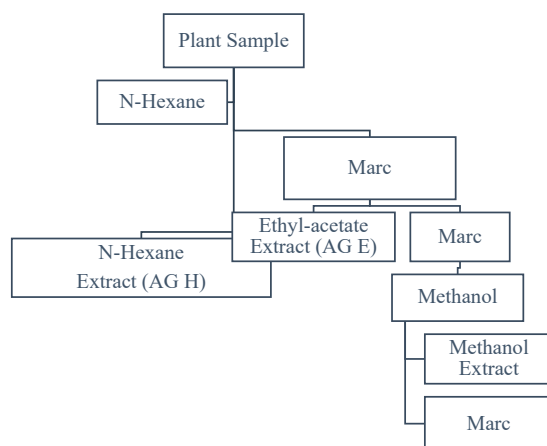 Plant Sample
N-Hexane
Marc
Ethyl-acetate
Extract (AG E)
Marc
N-Hexane
Extract (AG H)
Methanol
Methanol
Extract
Marc